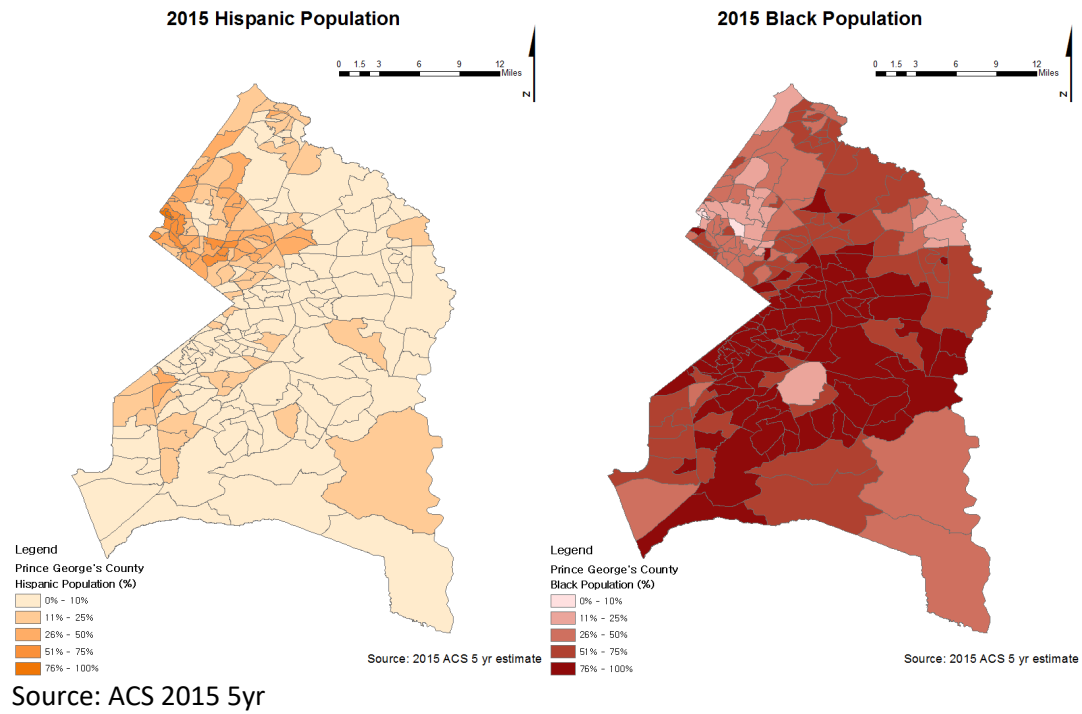 2015 Hispanic Population
0 1.5 3 6 9 12
Miles
N
Legend
Prince George's County
Hispanic Population (%)
0% - 10%
11% - 25%
26% - 50%
51% - 75%
76% - 100%
Source: 2015 ACS 5 yr estimate
2015 Black Population
0 1.5 3 6 9 12
Miles
N
Legend
Prince George's County
Black Population (%)
0% - 10%
11% - 25%
26% - 50%
51% - 75%
76% - 100%
Source: 2015 ACS 5 yr estimate
Source: ACS 2015 5yr